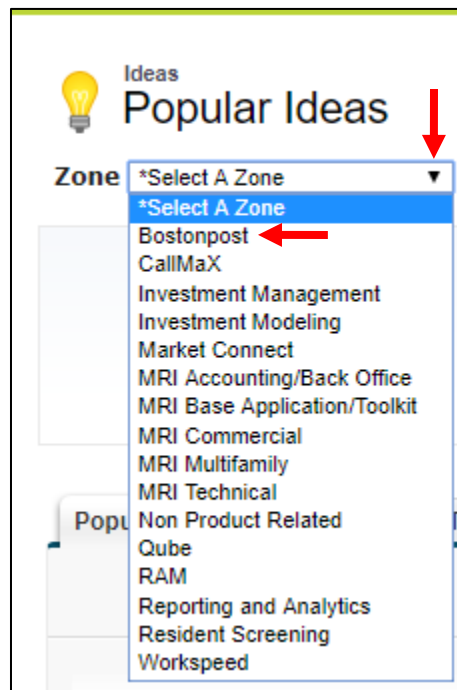 Ideas
Popular Ideas
Zone *Select A Zone
*Select A Zone
Bostonpost
CallMaX
Investment Management
Investment Modeling
Market Connect
MRI Accounting/Back Office
MRI Base Application/Toolkit
MRI Commercial
MRI Multifamily
MRI Technical
Popu Non Product Related
Qube
RAM
Reporting and Analytics
Resident Screening
Workspeed